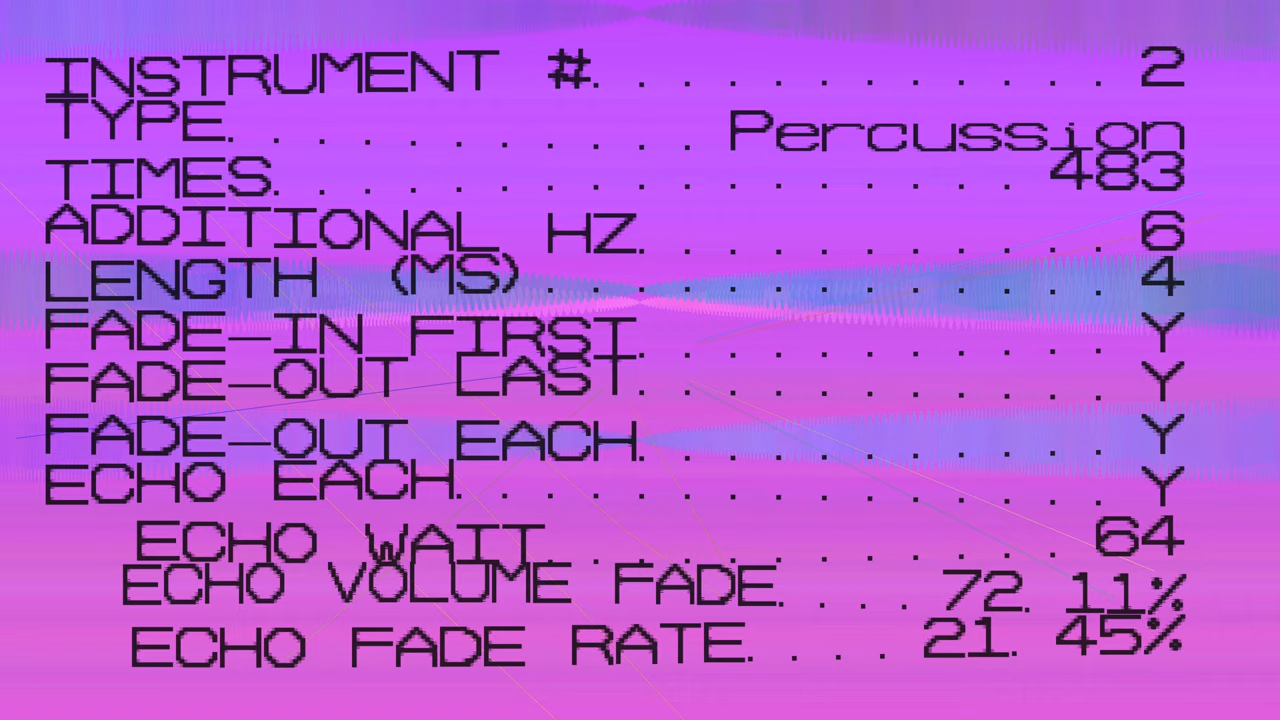 INSTRUMENT #. . . . . . . . . . . . 2
TYPE. . . . . . . . . . . Percussion
TIMES. . . . . . . . . . . . . . . . . 483
ADDITIONAL HZ. . . . . . . . . . . 6
LENGTH (MS). . . . . . . . . . . . . 4
FADE-IN FIRST. . . . . . . . . . . Y
FADE-OUT LAST. . . . . . . . . . . Y
FADE-OUT EACH. . . . . . . . . . . Y
ECHO EACH. . . . . . . . . . . . . . . Y
ECHO WAIT. . . . . . . . . . . . 64
ECHO VOLUME FADE. . . . 72. 11%
ECHO FADE RATE. . . . 21. 45%